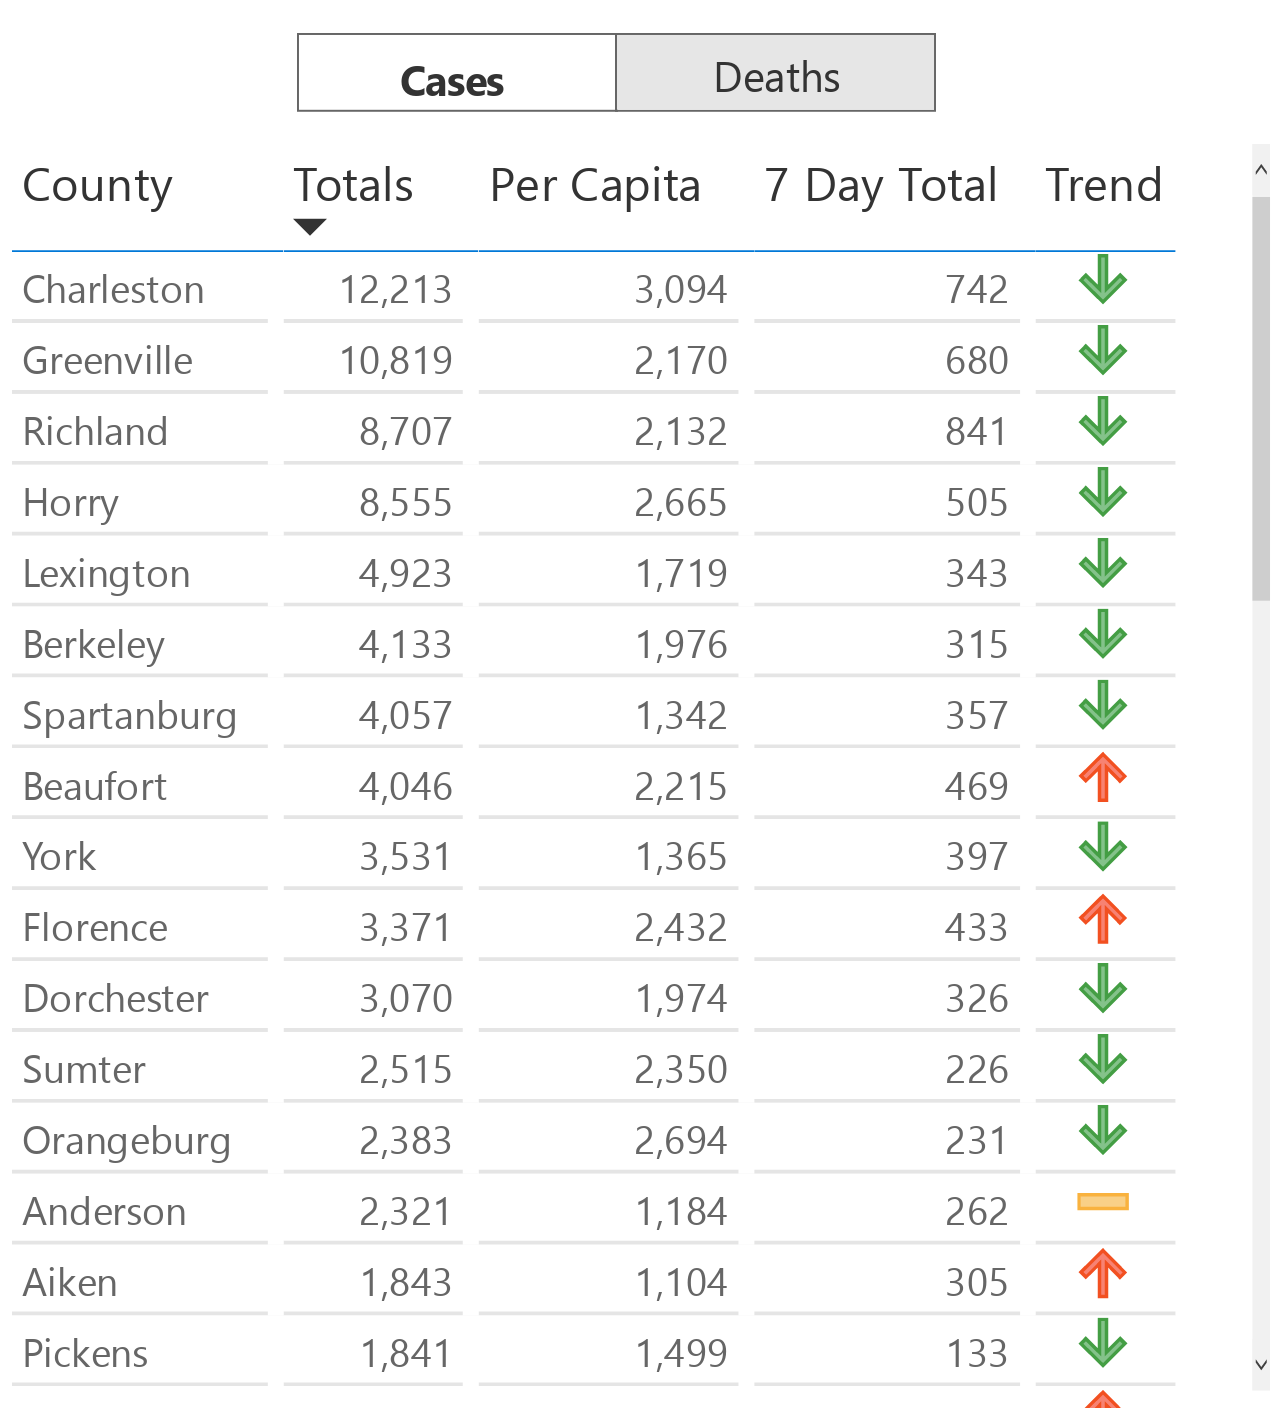 Cases Deaths
County Totals Per Capita 7 Day Total Trend
Charleston 12,213 3,094 742
Greenville 10,819 2,170 680
Richland 8,707 2,132 841
Horry 8,555 2,665 505
Lexington 4,923 1,719 343
Berkeley 4,133 1,976 315
Spartanburg 4,057 1,342 357
Beaufort 4,046 2,215 469
York 3,531 1,365 397
Florence 3,371 2,432 433
Dorchester 3,070 1,974 326
Sumter 2,515 2,350 226
Orangeburg 2,383 2,694 231
Anderson 2,321 1,184 262
Aiken 1,843 1,104 305
Pickens 1,841 1,499 133